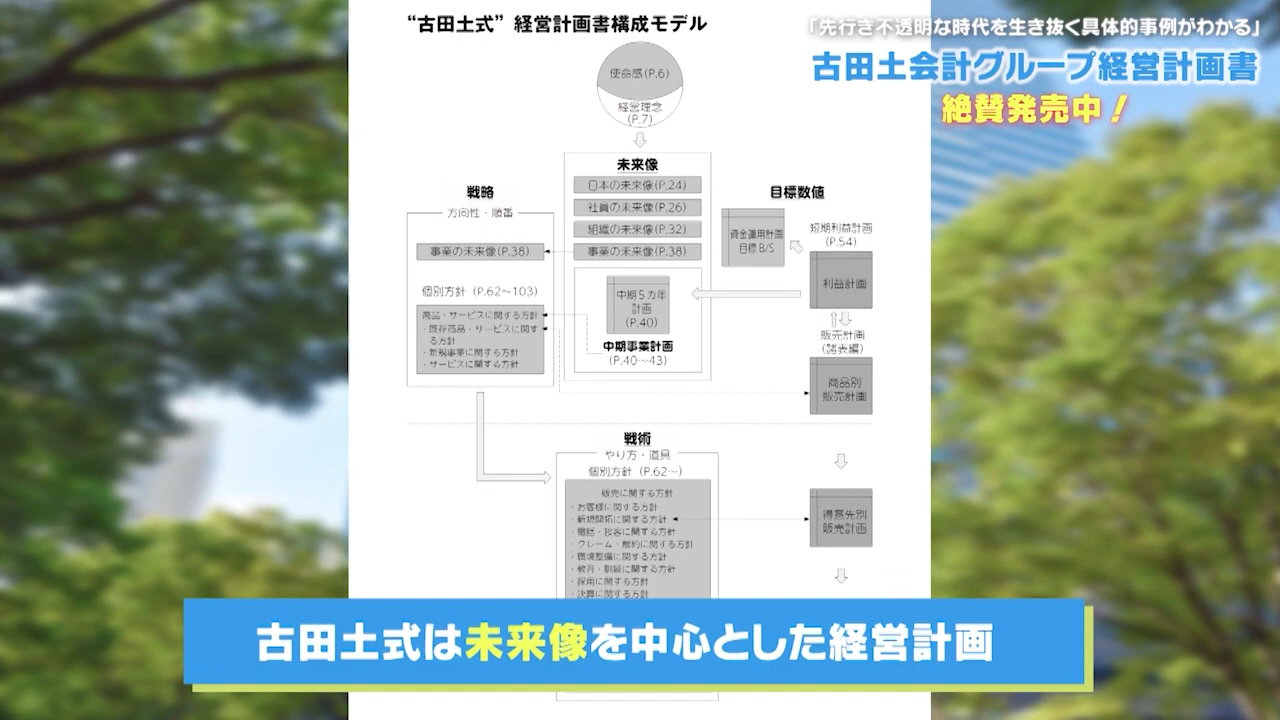 “古田土式”経営計画書構成モデル
「先行き不透明な時代を生き抜く具体的事例がわかる」
古田土会計グループ経営計画書
絶賛発売中！
使命感(P.6)
経営理念
(P.7)
未来像
日本の未来像(P.24)
社員の未来像(P.26)
組織の未来像(P.32)
事業の未来像(P.38)
中期5カ年
計画
(P.40)
中期事業計画
(P.40～43)
戦略
方向性・順番
事業の未来像(P.38)
個別方針(P.62～103)
商品・サービスに関する方針
・既存商品・サービスに関す
る方針
・新規事業に関する方針
・サービスに関する方針
目標数値
資金運用計画
目標B/S
短期利益計画
(P.54)
利益計画
販売計画
(諸表編)
商品別
販売計画
戦術
やり方・道具
個別方針(P.62～)
販売に関する方針
・お客様に関する方針
・新規開拓に関する方針
・電話・接客に関する方針
・クレーム・解約に関する方針
・環境整備に関する方針
・教育・訓練に関する方針
・採用に関する方針
・決算に関する方針
得意先別
販売計画
古田土式は未来像を中心とした経営計画